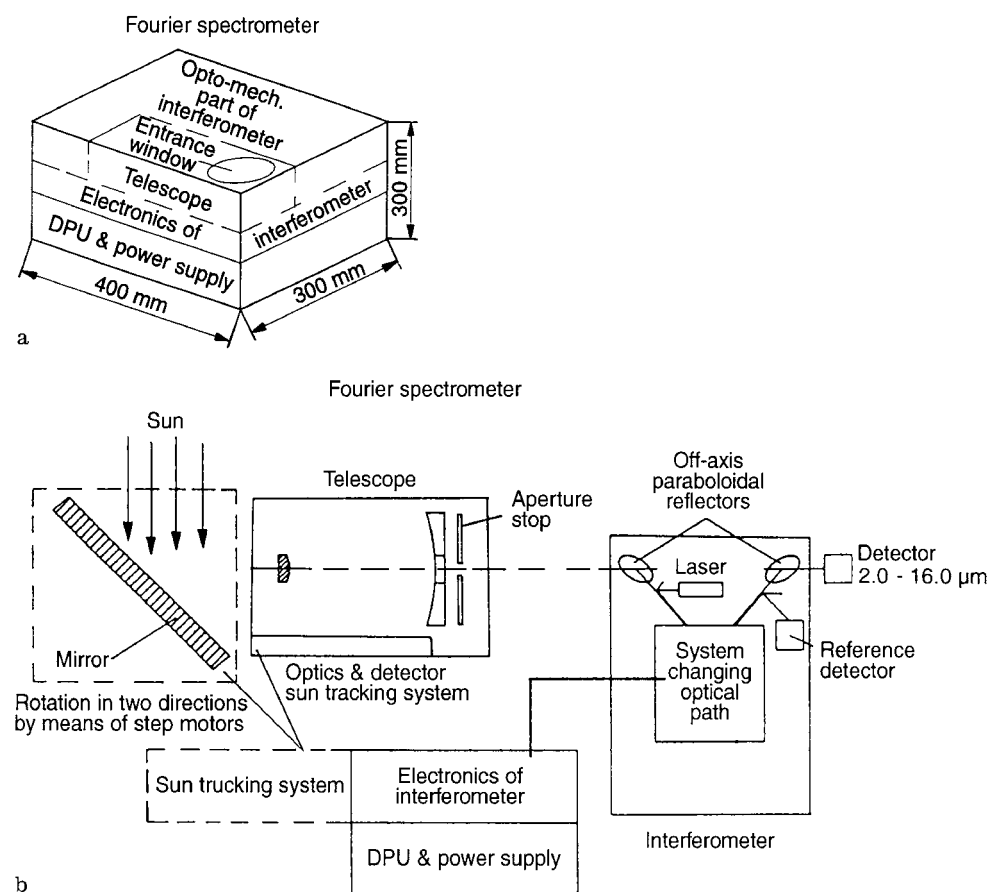 a
Fourier spectrometer
Opto-mech.
part of
interferometer
Entrance
window
Telescope
Electronics of
interferometer
DPU & power supply
300 mm
400 mm
300 mm
b
Fourier spectrometer
Sun
Mirror
Rotation in two directions
by means of step motors
Telescope
Aperture
stop
Optics & detector
sun tracking system
Off-axis
paraboloidal
reflectors
Laser
Detector
2.0 - 16.0 µm
Reference
detector
System
changing
optical
path
Interferometer
Sun trucking system
Electronics of
interferometer
DPU & power supply